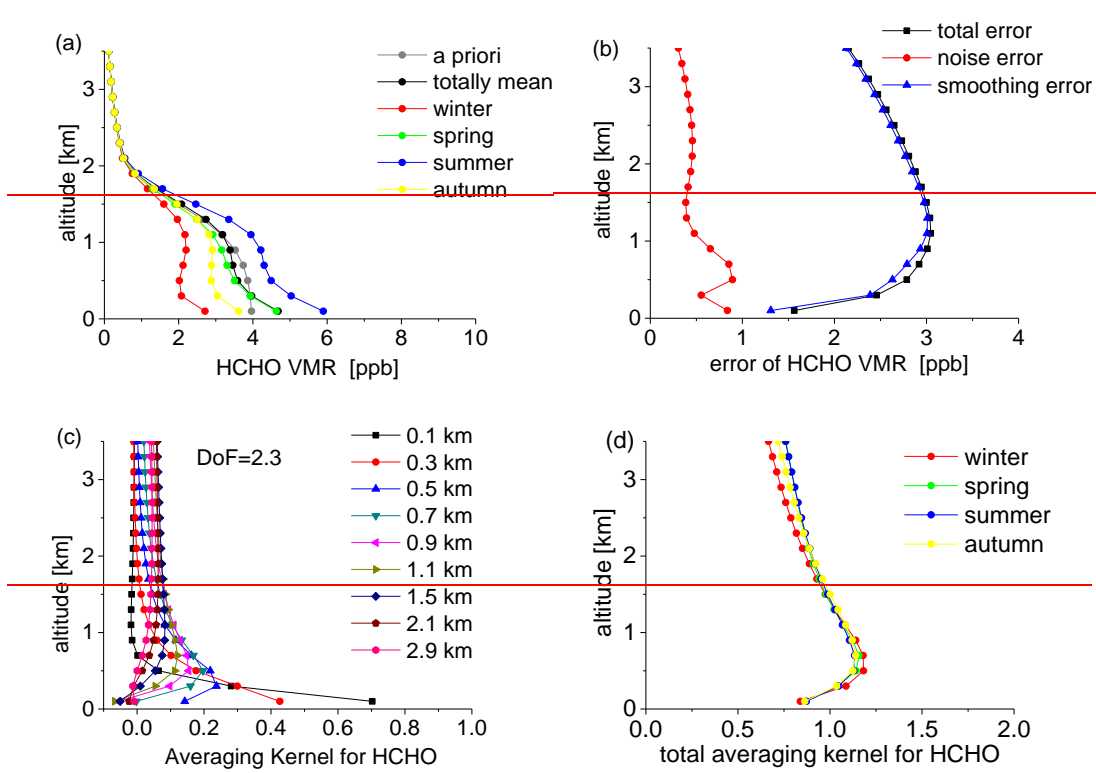 (a)
a priori
totally mean
winter
spring
summer
autumn
altitude [km]
3
2
1
0
0 2 4 6 8 10
HCHO VMR [ppb]
(b)
total error
noise error
smoothing error
altitude [km]
3
2
1
0
0 1 2 3 4
error of HCHO VMR [ppb]
(c)
DoF=2.3
0.1 km
0.3 km
0.5 km
0.7 km
0.9 km
1.1 km
1.5 km
2.1 km
2.9 km
altitude [km]
3
2
1
0
0.0 0.2 0.4 0.6 0.8 1.0
Averaging Kernel for HCHO
(d)
winter
spring
summer
autumn
altitude [km]
3
2
1
0
0.0 0.5 1.0 1.5 2.0
total averaging kernel for HCHO